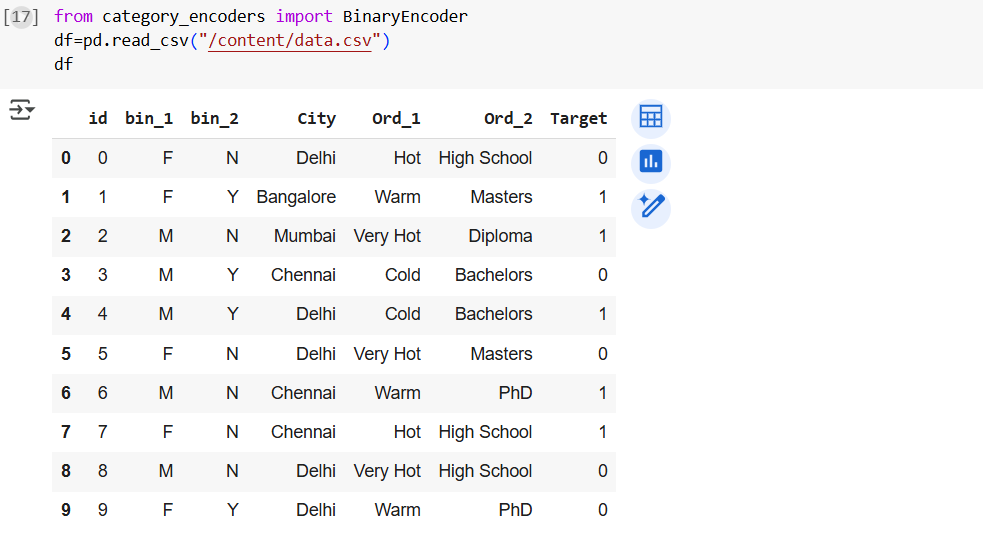 [17] from category_encoders import BinaryEncoder
df=pd.read_csv("/content/data.csv")
df
id bin_1 bin_2 City Ord_1 Ord_2 Target
0 0 F N Delhi Hot High School 0
1 1 F Y Bangalore Warm Masters 1
2 2 M N Mumbai Very Hot Diploma 1
3 3 M Y Chennai Cold Bachelors 0
4 4 M Y Delhi Cold Bachelors 1
5 5 F N Delhi Very Hot Masters 0
6 6 M N Chennai Warm PhD 1
7 7 F N Chennai Hot High School 1
8 8 M N Delhi Very Hot High School 0
9 9 F Y Delhi Warm PhD 0